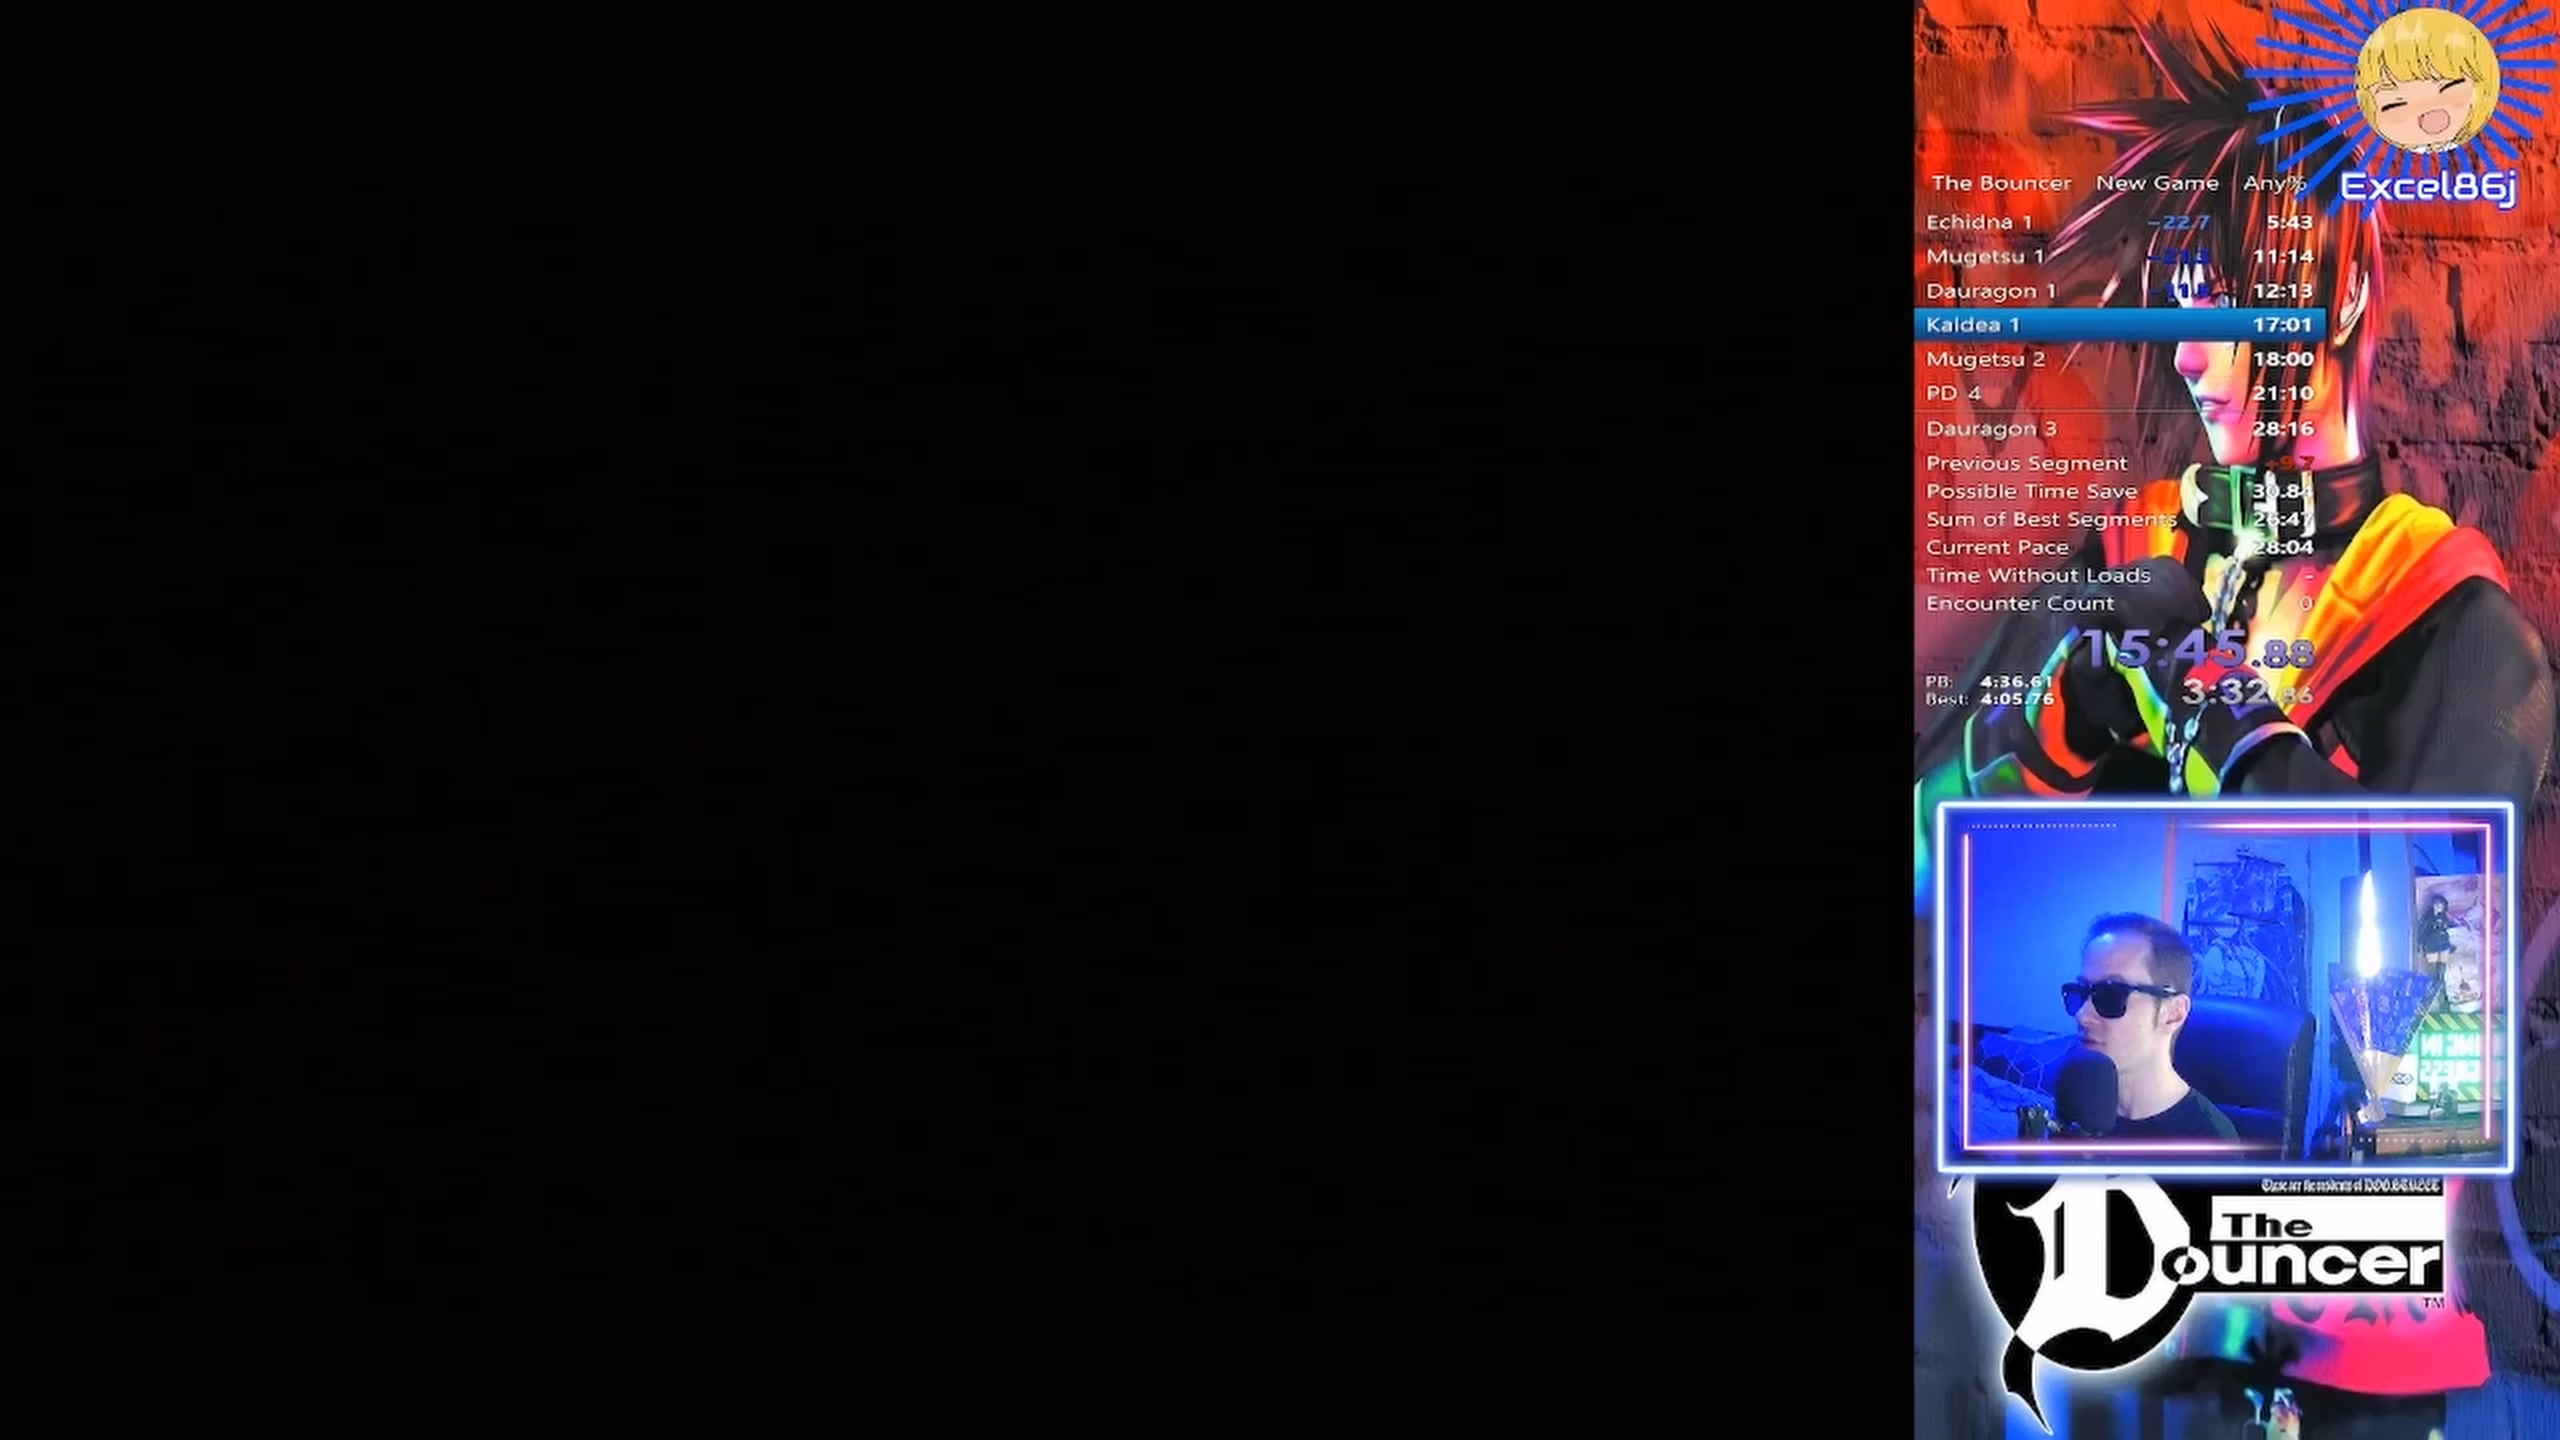 The Bouncer New Game Any%
Excel86j
Echidna 1 -22.7 5:43
Mugetsu 1 11:14
Dauragon 1 12:13
Kaldea 1 17:01
Mugetsu 2 18:00
PD 4 21:10
Dauragon 3 28:16
Previous Segment +9.7
Possible Time Save 30.84
Sum of Best Segments 26:47
Current Pace 28:04
Time Without Loads -
Encounter Count 0
15:45.88
PB: 4:36.61
Best: 4:05.76
3:32.86
The
Bouncer
TM